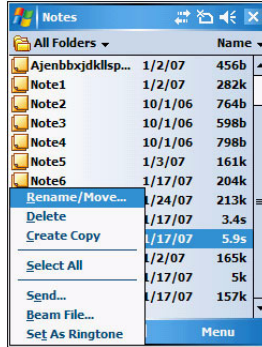 Notes
All Folders Name
Ajenbbxjdkllsp... 1/2/07 456b
Note1 1/2/07 282k
Note2 10/1/06 764b
Note3 10/1/06 598b
Note4 10/1/06 798b
Note5 1/3/07 161k
Note6 1/17/07 204k
Rename/Move... 1/24/07 213k
Delete 1/17/07 3.4s
Create Copy 1/17/07 5.9s
Select All 1/2/07 165k
1/17/07 5k
Send... 1/17/07 157k
Beam File...
Set As Ringtone Menu